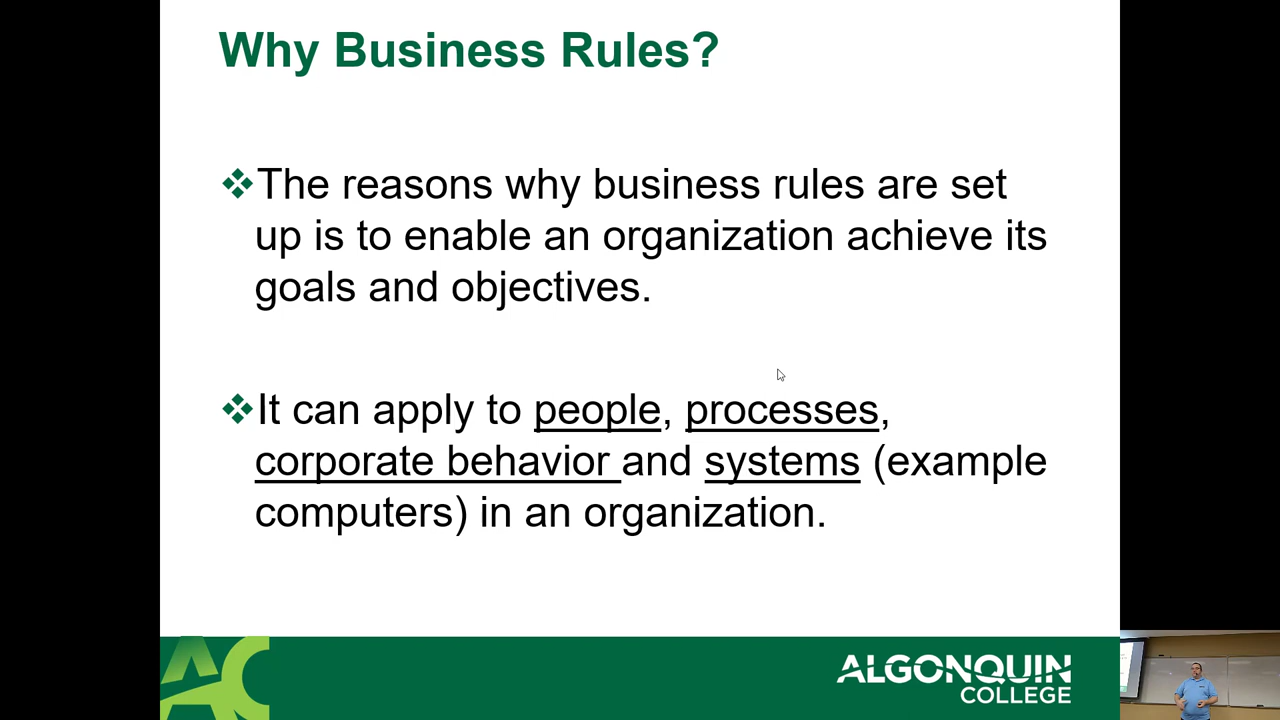 Why Business Rules?
The reasons why business rules are set
up is to enable an organization achieve its
goals and objectives.
It can apply to people, processes,
corporate behavior and systems (example
computers) in an organization.
AC
ALGONQUIN
COLLEGE